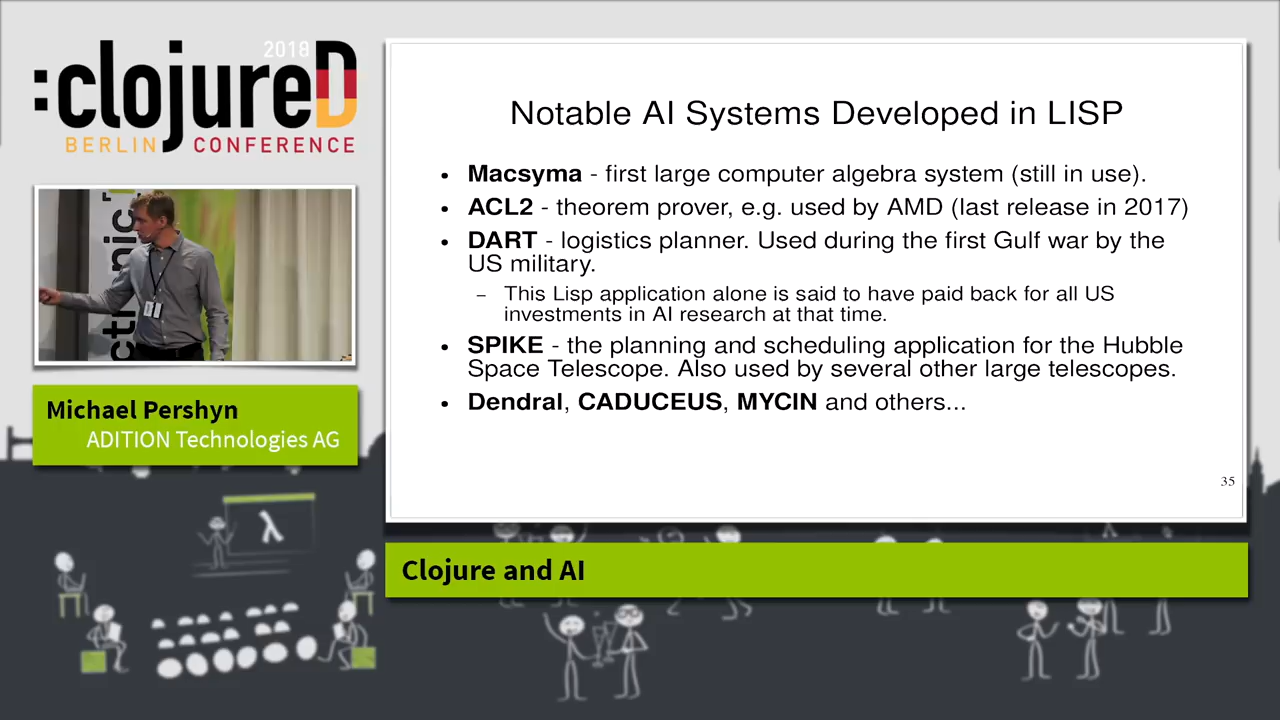 2018
:clojureD
BERLIN CONFERENCE
Michael Pershyn
ADITION Technologies AG
λ
Notable AI Systems Developed in LISP
• Macsyma - first large computer algebra system (still in use).
• ACL2 - theorem prover, e.g. used by AMD (last release in 2017)
• DART - logistics planner. Used during the first Gulf war by the
US military.
– This Lisp application alone is said to have paid back for all US
investments in AI research at that time.
• SPIKE - the planning and scheduling application for the Hubble
Space Telescope. Also used by several other large telescopes.
• Dendral, CADUCEUS, MYCIN and others...
35
Clojure and AI